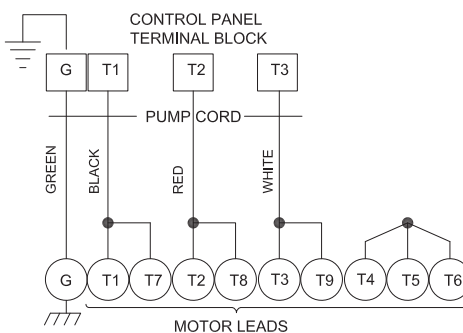 CONTROL PANEL
TERMINAL BLOCK
G T1 T2 T3
PUMP CORD
GREEN
BLACK
RED
WHITE
G T1 T7 T2 T8 T3 T9 T4 T5 T6
MOTOR LEADS